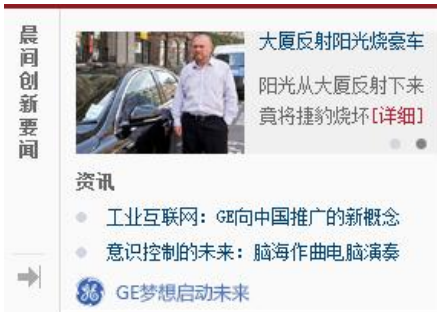 晨间创新要闻
大厦反射阳光烧豪车
阳光从大厦反射下来
竟将捷豹烧坏[详细]
资讯
工业互联网：GE向中国推广的新概念
意识控制的未来：脑海作曲电脑演奏
GE梦想启动未来